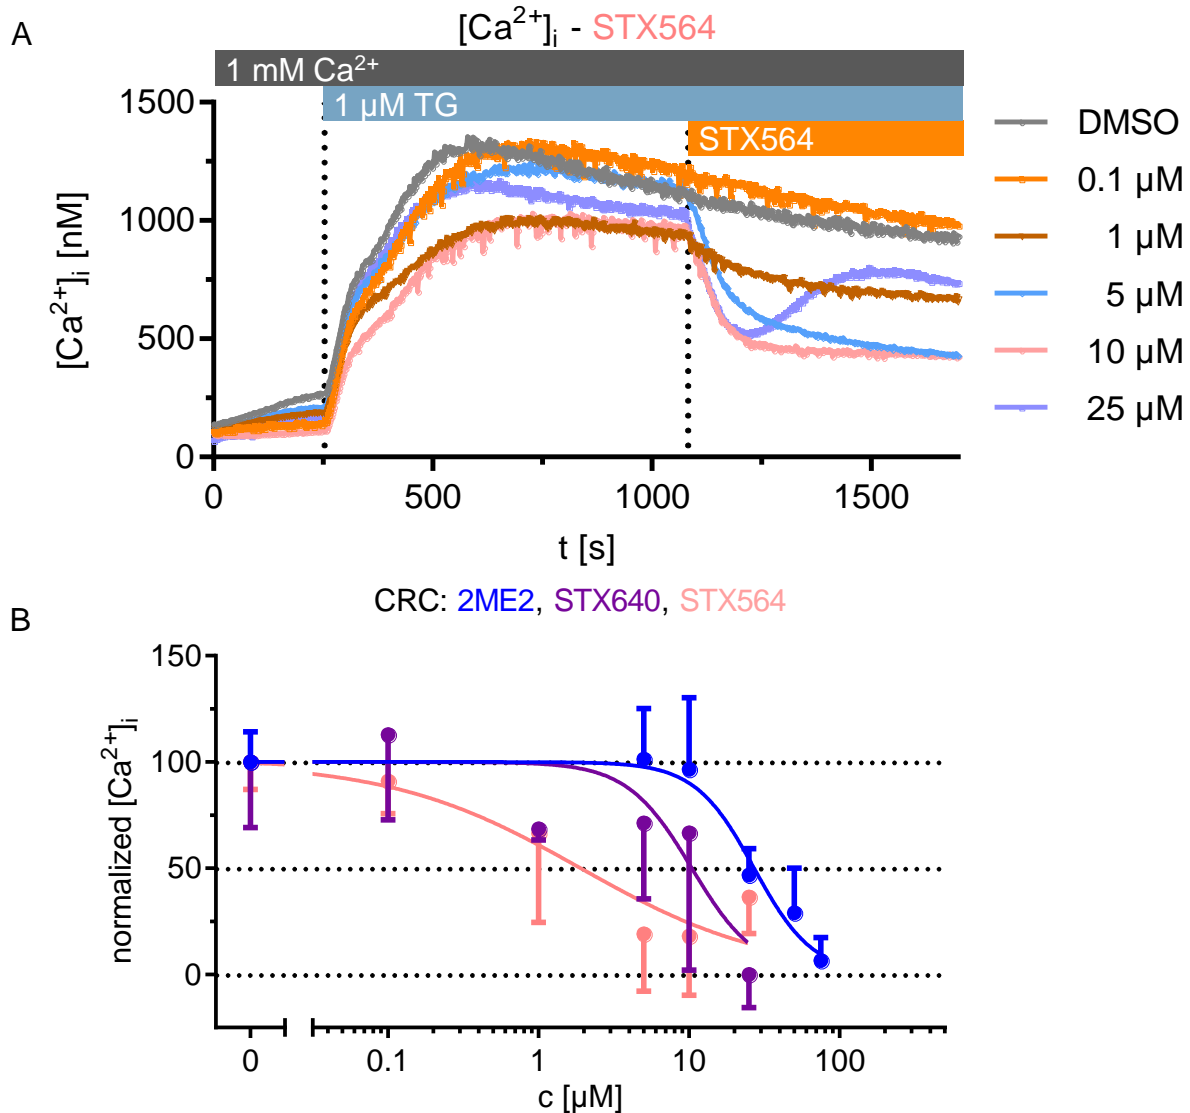 A
[Ca²⁺]ᵢ - STX564
1 mM Ca²⁺
1 µM TG
STX564
1500
1000
500
0
[Ca²⁺]ᵢ [nM]
0 500 1000 1500
t [s]
DMSO
0.1 µM
1 µM
5 µM
10 µM
25 µM
B
CRC: 2ME2, STX640, STX564
150
100
50
0
normalized [Ca²⁺]ᵢ
0 0.1 1 10 100
c [µM]